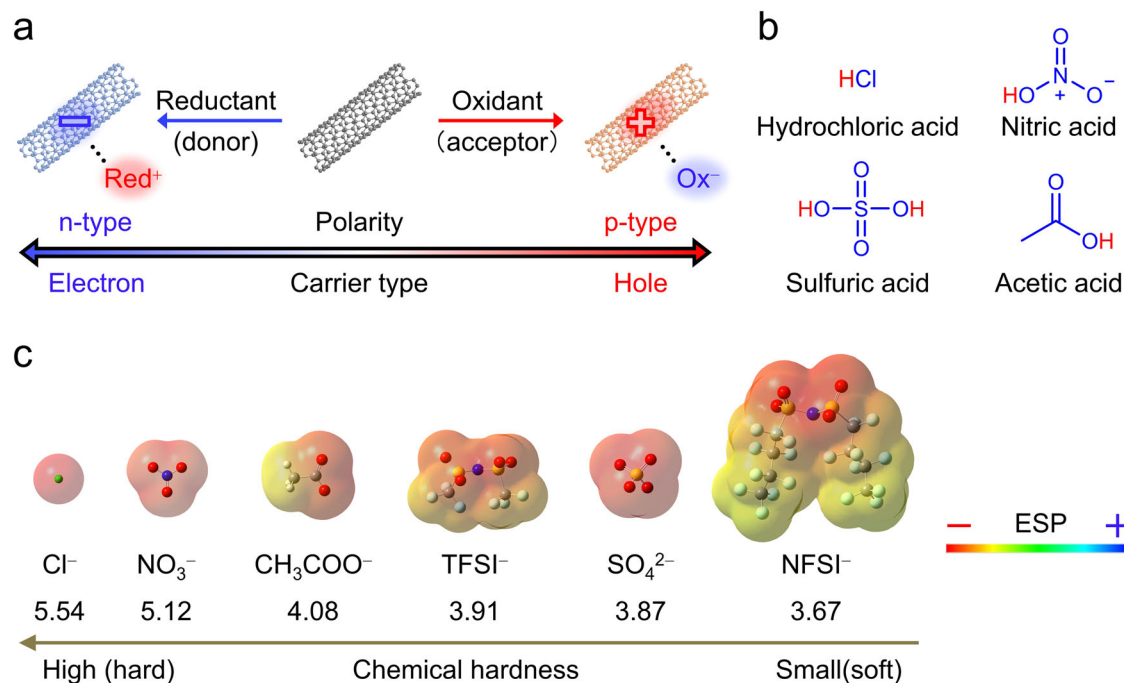 a
Reductant
(donor)
Oxidant
(acceptor)
Red⁺
Ox⁻
n-type
Polarity
p-type
Electron
Carrier type
Hole
b
HCl
Hydrochloric acid
O
HO N O⁻
+
Nitric acid
O
HO S OH
O
Sulfuric acid
O
OH
Acetic acid
c
Cl⁻
NO₃⁻
CH₃COO⁻
TFSI⁻
SO₄²⁻
NFSI⁻
5.54
5.12
4.08
3.91
3.87
3.67
High (hard)
Chemical hardness
Small(soft)
− ESP +